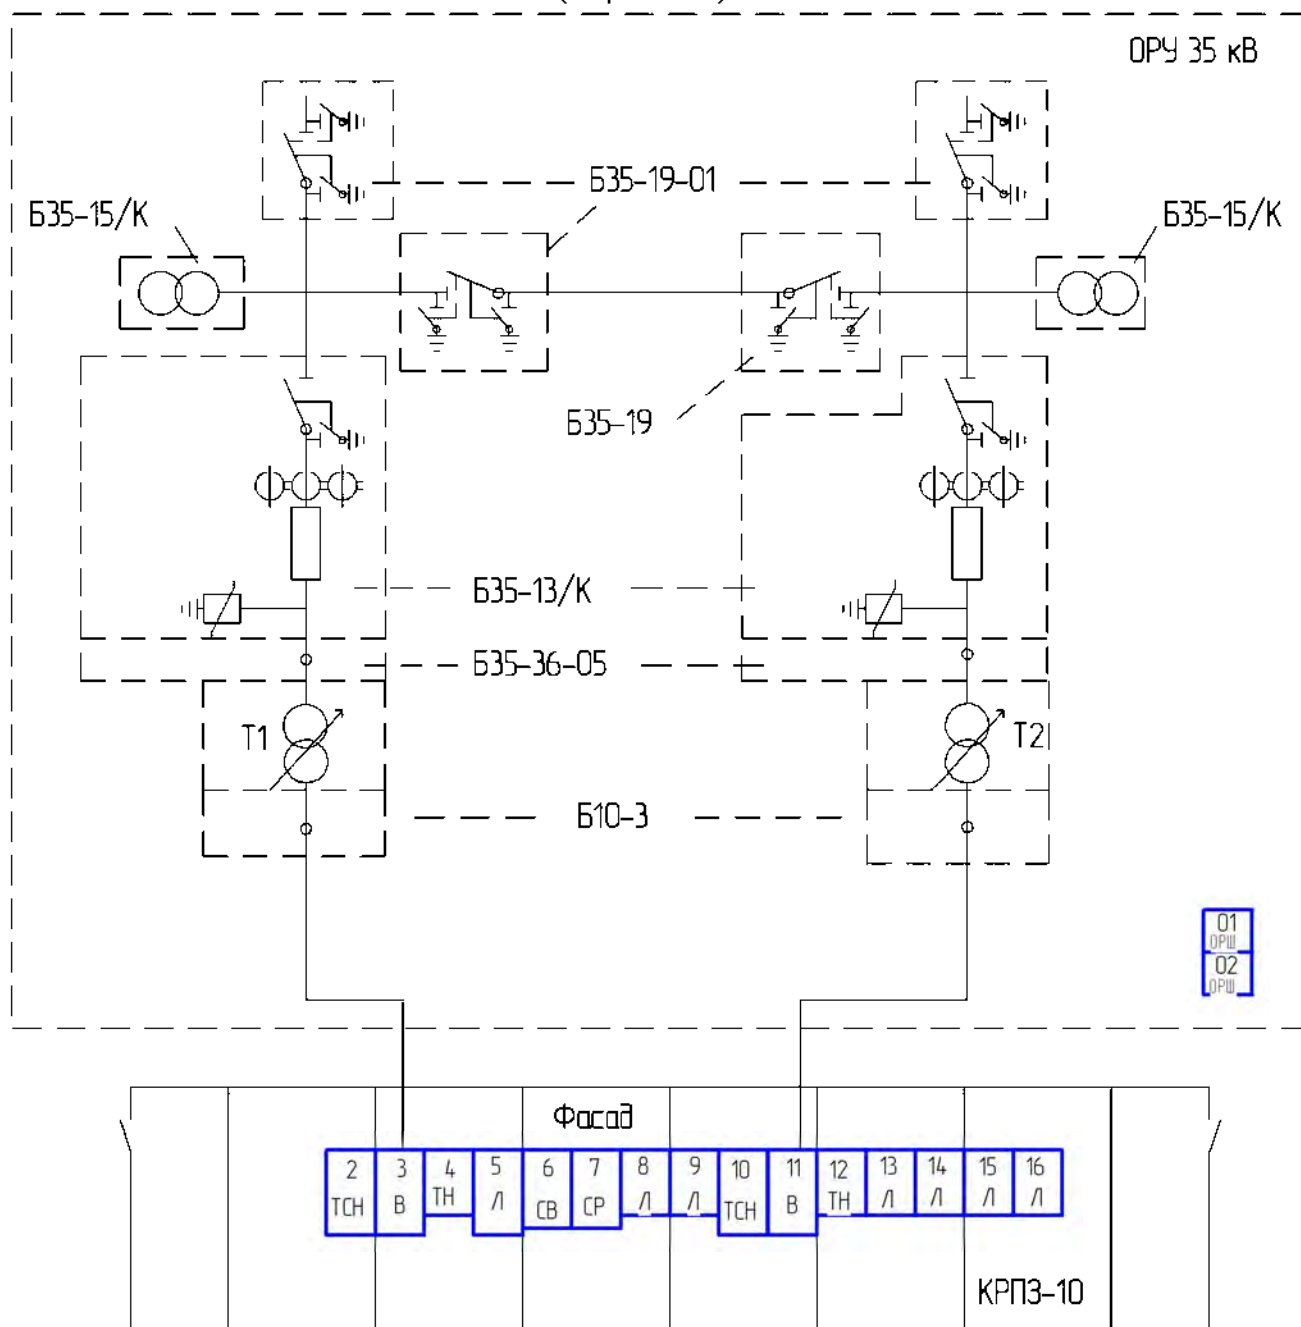 ОРУ 35 кВ
Б35-19-01
Б35-15/К
Б35-15/К
Б35-19
Б35-13/К
Б35-36-05
Т1
Т2
Б10-3
01
ОРШ
02
ОРШ
Фасад
2 3 4 5 6 7 8 9 10 11 12 13 14 15 16
ТСН В ТН Л СВ СР Л Л ТСН В ТН Л Л Л Л
КРПЗ-10